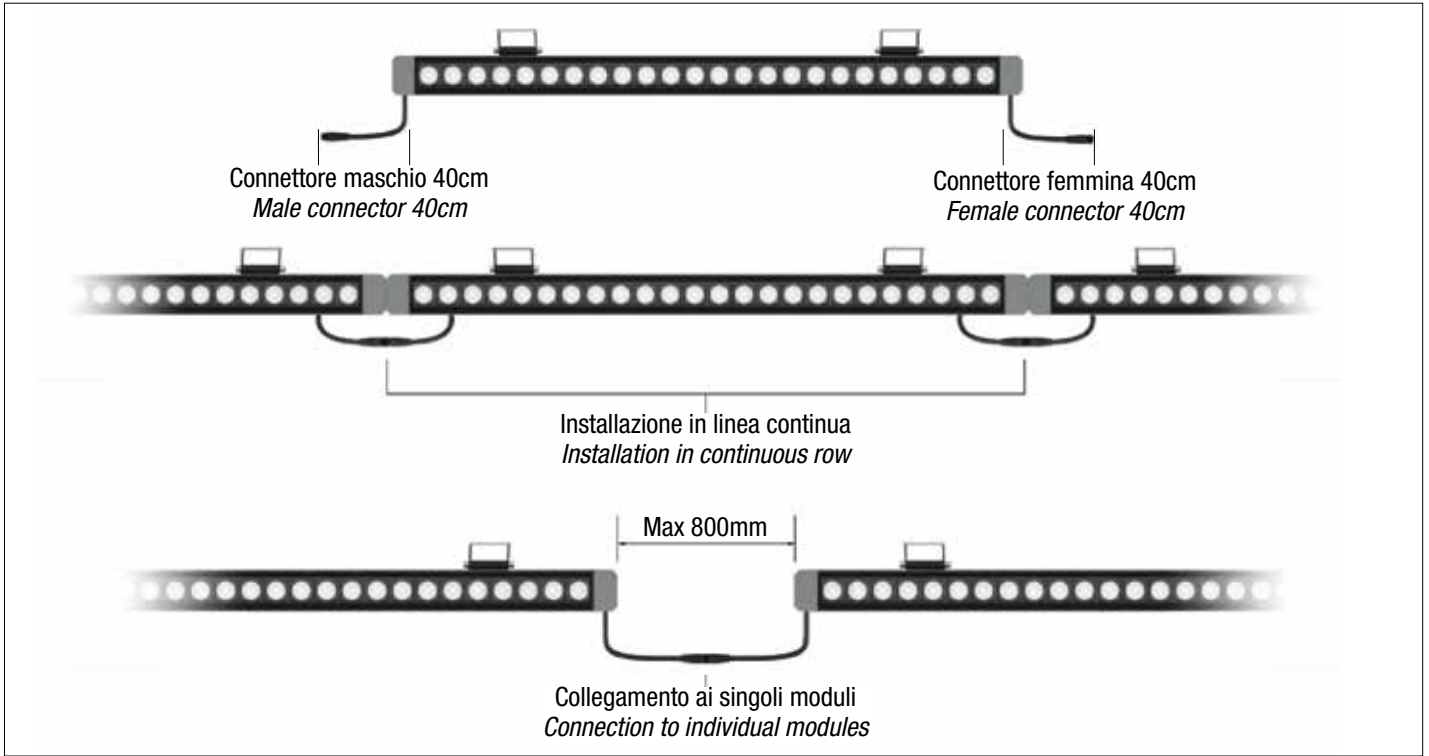 Connettore maschio 40cm
Male connector 40cm
Connettore femmina 40cm
Female connector 40cm
Installazione in linea continua
Installation in continuous row
Max 800mm
Collegamento ai singoli moduli
Connection to individual modules